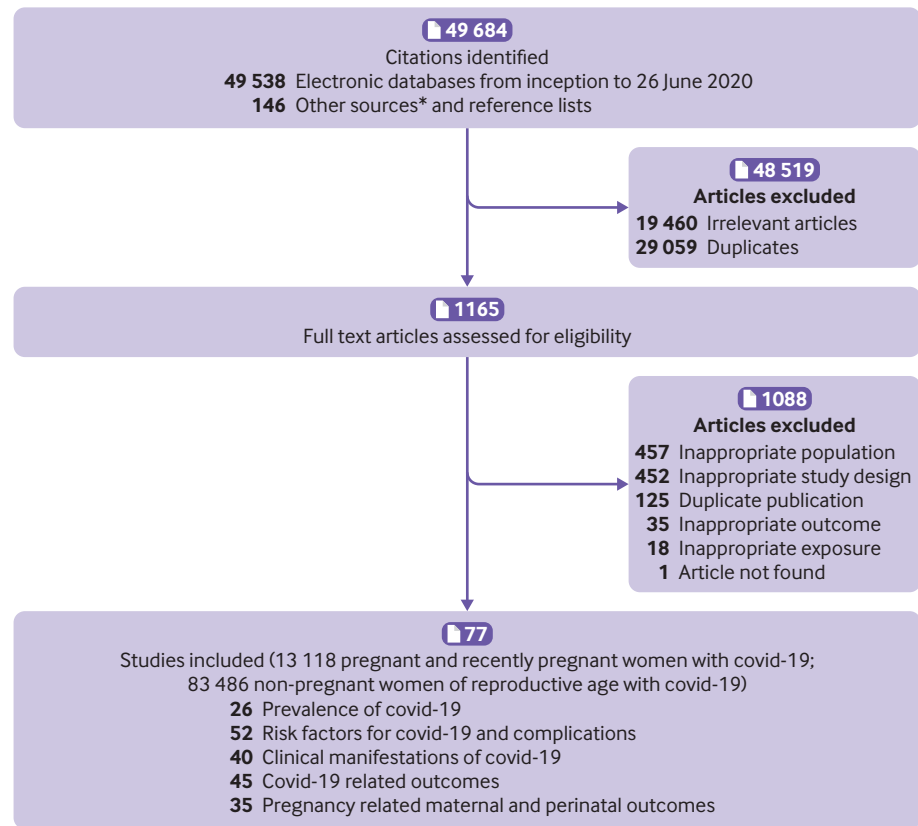 49 684
Citations identified
49 538 Electronic databases from inception to 26 June 2020
146 Other sources* and reference lists
48 519
Articles excluded
19 460 Irrelevant articles
29 059 Duplicates
1165
Full text articles assessed for eligibility
1088
Articles excluded
457 Inappropriate population
452 Inappropriate study design
125 Duplicate publication
35 Inappropriate outcome
18 Inappropriate exposure
1 Article not found
77
Studies included (13 118 pregnant and recently pregnant women with covid-19;
83 486 non-pregnant women of reproductive age with covid-19)
26 Prevalence of covid-19
52 Risk factors for covid-19 and complications
40 Clinical manifestations of covid-19
45 Covid-19 related outcomes
35 Pregnancy related maternal and perinatal outcomes